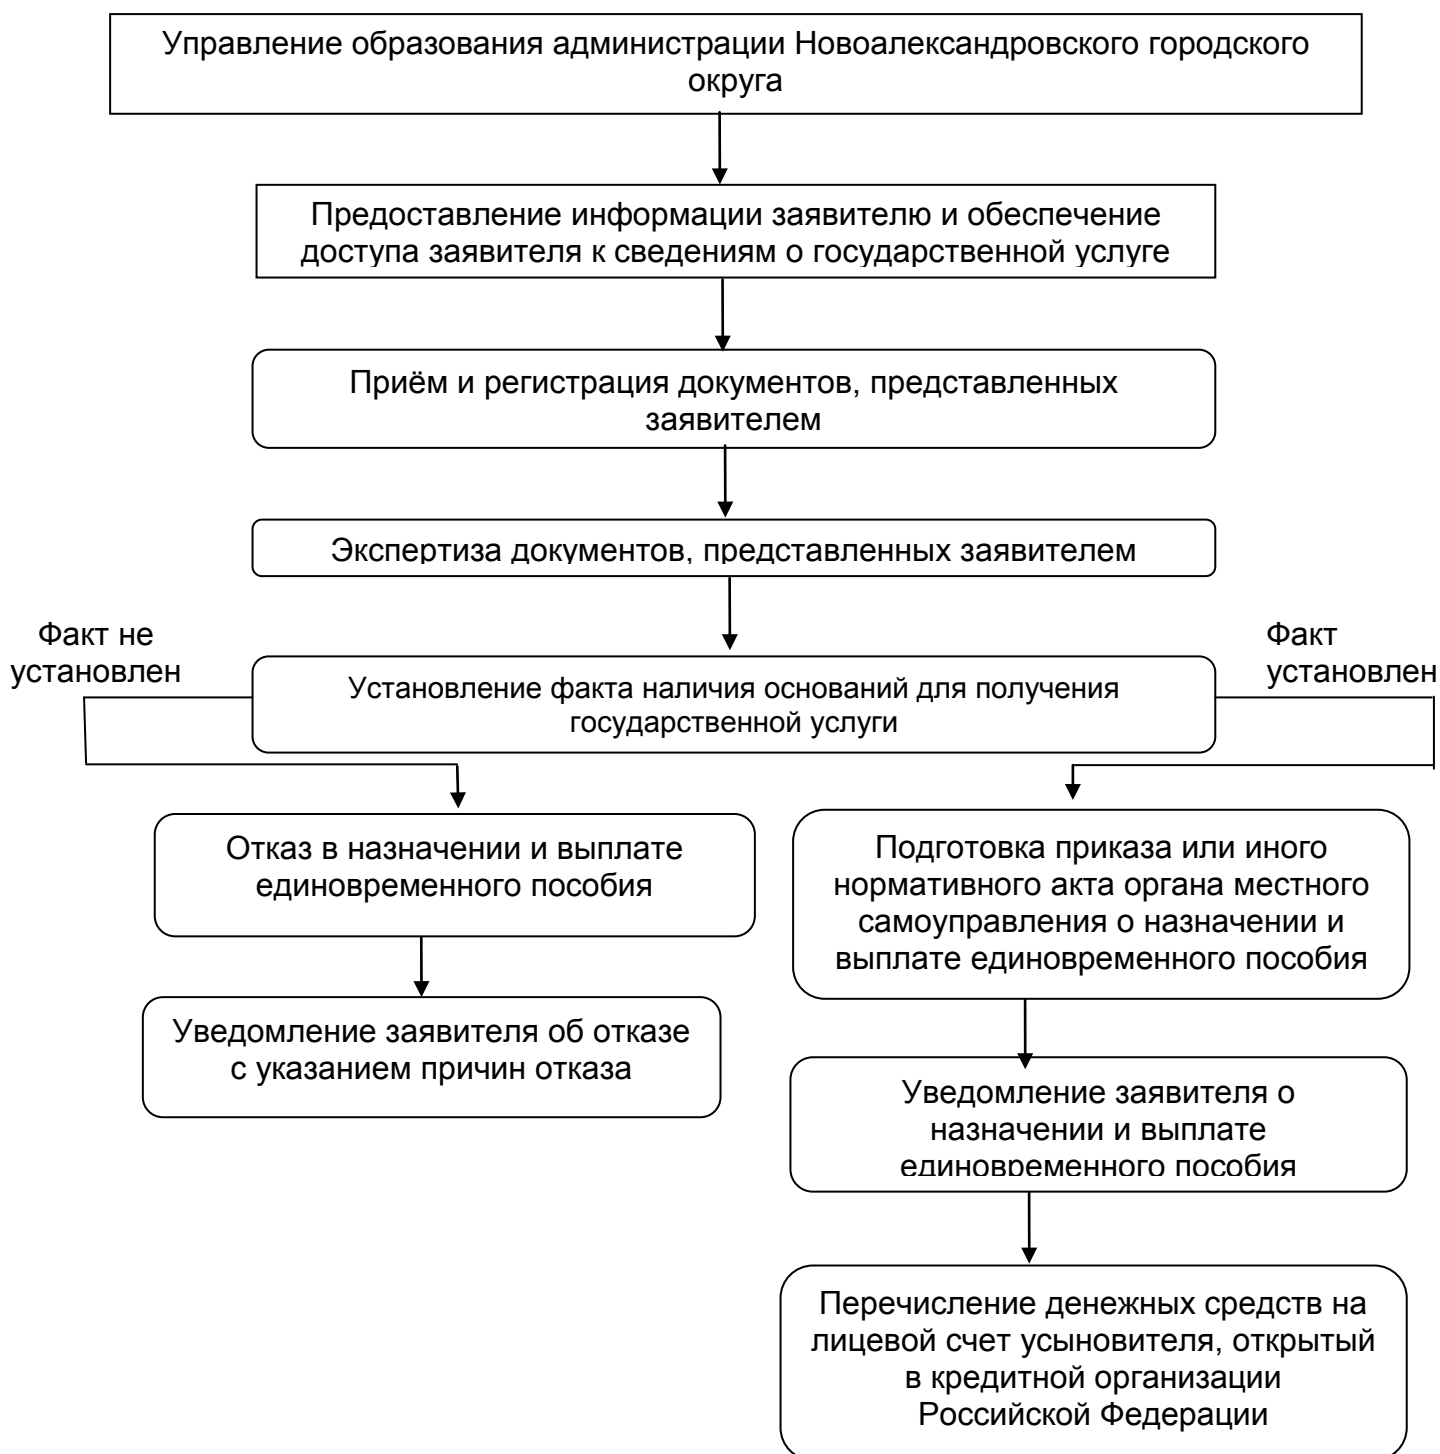 Управление образования администрации Новоалександровского городского
округа
Предоставление информации заявителю и обеспечение
доступа заявителя к сведениям о государственной услуге
Приём и регистрация документов, представленных
заявителем
Экспертиза документов, представленных заявителем
Факт не
установлен
Факт
установлен
Установление факта наличия оснований для получения
государственной услуги
Отказ в назначении и выплате
единовременного пособия
Подготовка приказа или иного
нормативного акта органа местного
самоуправления о назначении и
выплате единовременного пособия
Уведомление заявителя об отказе
с указанием причин отказа
Уведомление заявителя о
назначении и выплате
единовременного пособия
Перечисление денежных средств на
лицевой счет усыновителя, открытый
в кредитной организации
Российской Федерации